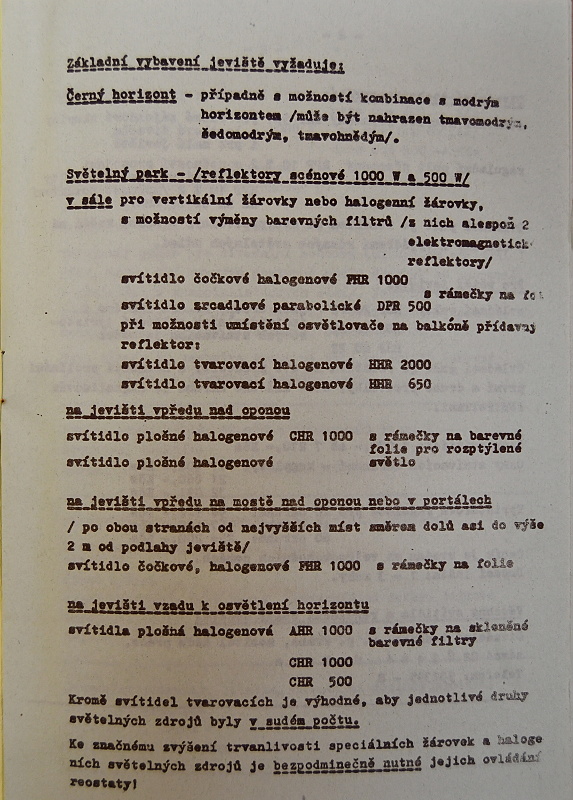 Základní vybavení jeviště vyžaduje:
Černý horizont - případně s možností kombinace s modrým
horizontem /může být nahrazen tmavomodrým,
šedomodrým, tmavohnědým/.
Světelný park - /reflektory scénové 1000 W a 500 W/
v sále pro vertikální žárovky nebo halogenní žárovky,
s možností výměny barevných filtrů /z nich alespoň 2
elektromagnetick
reflektory/
svítidlo čočkové halogenové FHR 1000
s rámečky na fo
svítidlo zrcadlové parabolické DPR 500
při možnosti umístění osvětlovače na balkóně přídavný
reflektor:
svítidlo tvarovací halogenové HHR 2000
svítidlo tvarovací halogenové HHR 650
na jevišti vpředu nad oponou
svítidlo plošné halogenové CHR 1000 s rámečky na barevné
folie pro rozptýlené
svítidlo plošné halogenové světlo
na jevišti vpředu na mostě nad oponou nebo v portálech
/ po obou stranách od nejvyšších míst směrem dolů asi do výše
2 m od podlahy jeviště/
svítidlo čočkové, halogenové FHR 1000 s rámečky na folie
na jevišti vzadu k osvětlení horizontu
svítidla plošná halogenová AHR 1000 s rámečky na skleněné
barevné filtry
CHR 1000
CHR 500
Kromě svítidel tvarovacích je výhodné, aby jednotlivé druhy
světelných zdrojů byly v sudém počtu.
Ke značnému zvýšení trvanlivosti speciálních žárovek a haloge
ních světelných zdrojů je bezpodminečně nutné jejich ovládání
reostaty!